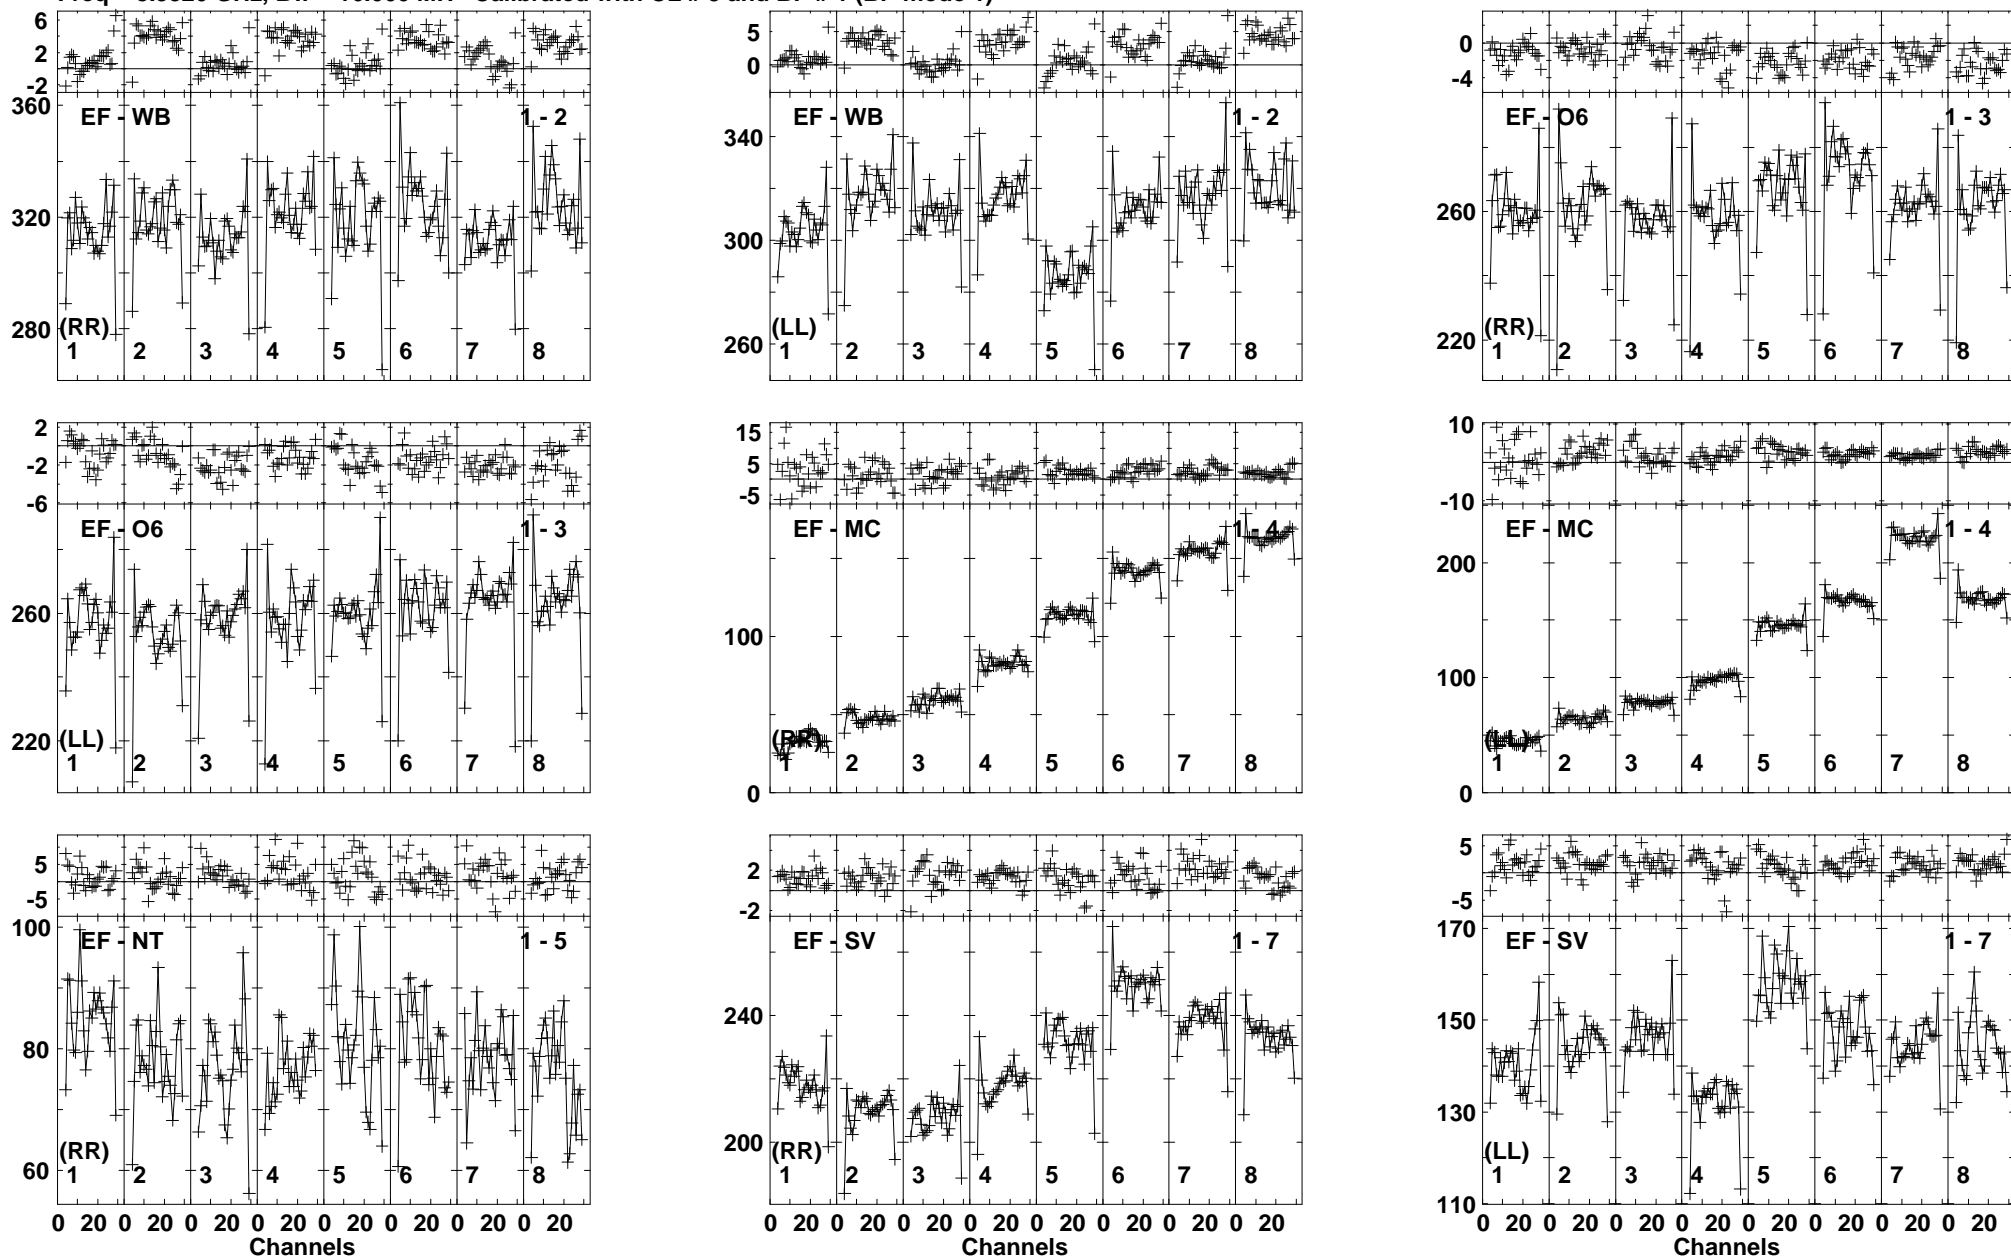 6
2
-2
360
320
280
EF - WB
1 - 2
(RR)
1 2 3 4 5 6 7 8
5
0
340
300
260
EF - WB
1 - 2
(LL)
1 2 3 4 5 6 7 8
0
-4
260
220
EF - O6
1 - 3
(RR)
1 2 3 4 5 6 7 8
2
-2
-6
260
220
EF - O6
1 - 3
(LL)
1 2 3 4 5 6 7 8
15
5
-5
100
0
EF - MC
1 - 4
(RR)
1 2 3 4 5 6 7 8
10
-10
200
100
0
EF - MC
1 - 4
(LL)
1 2 3 4 5 6 7 8
5
-5
100
80
60
EF - NT
1 - 5
(RR)
1 2 3 4 5 6 7 8
0 20 0 20 0 20 0 20 0 20 0 20 0 20 0 20
Channels
2
-2
240
200
EF - SV
1 - 7
(RR)
1 2 3 4 5 6 7 8
0 20 0 20 0 20 0 20 0 20 0 20 0 20 0 20
Channels
5
-5
170
150
130
110
EF - SV
1 - 7
(LL)
1 2 3 4 5 6 7 8
0 20 0 20 0 20 0 20 0 20 0 20 0 20 0 20
Channels